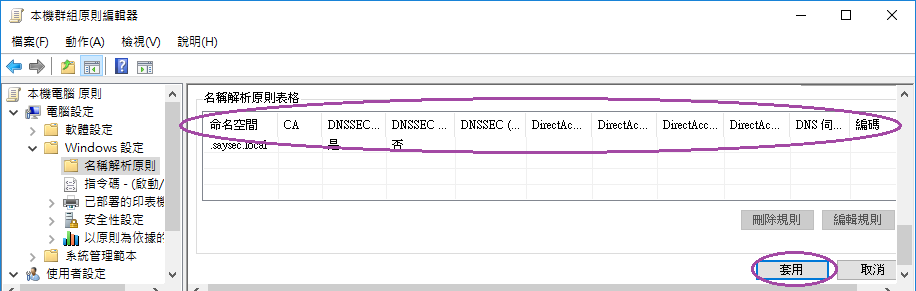 本機群組原則編輯器
檔案(F) 動作(A) 檢視(V) 說明(H)
本機電腦 原則
電腦設定
軟體設定
Windows 設定
名稱解析原則
指令碼 - (啟動/
已部署的印表機
安全性設定
以原則為依據的
系統管理範本
使用者設定
名稱解析原則表格
命名空間 CA DNSSEC... DNSSEC ... DNSSEC (... DirectAc... DirectAc... DirectAcc... DirectAc... DNS 伺... 編碼
.saysec.local 是 否
刪除規則 編輯規則
套用 取消